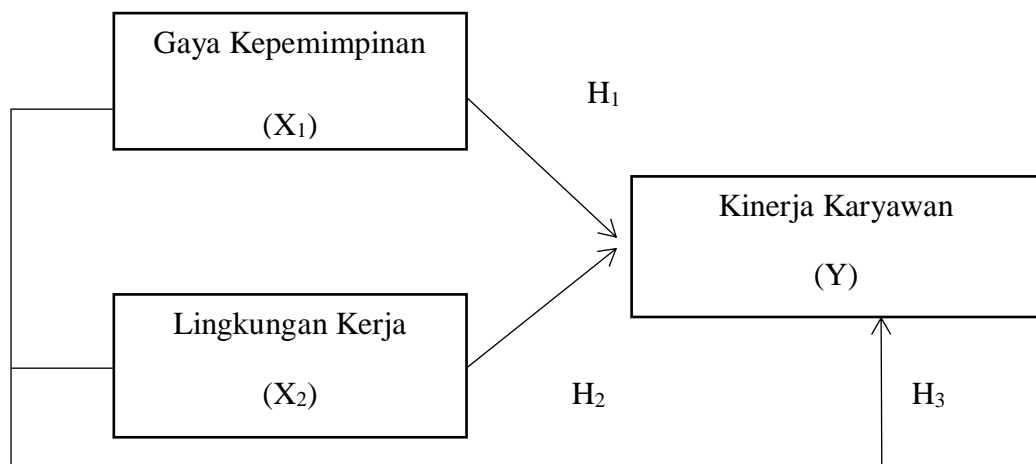 Gaya Kepemimpinan
(X₁)
H₁
Kinerja Karyawan
(Y)
Lingkungan Kerja
(X₂)
H₂
H₃